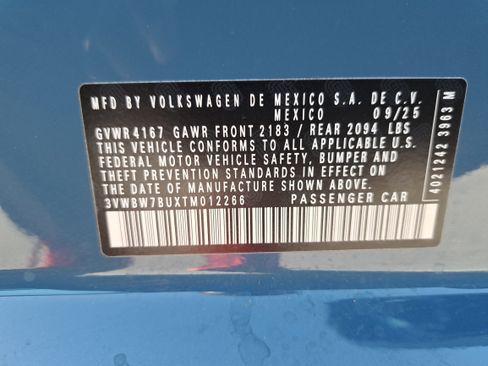 MFD BY VOLKSWAGEN DE MEXICO S.A. DE C.V.
MEXICO 09/25
GVWR 4167 GAWR FRONT 2183 / REAR 2094 LBS
THIS VEHICLE CONFORMS TO ALL APPLICABLE U.S.
FEDERAL MOTOR VEHICLE SAFETY, BUMPER AND
THEFT PREVENTION STANDARDS IN EFFECT ON
THE DATE OF MANUFACTURE SHOWN ABOVE.
3VWBW7BUXTM012266 PASSENGER CAR
4021242 3963 M